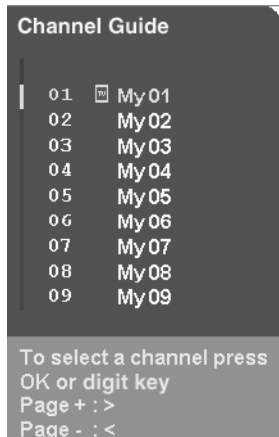 Channel Guide
01 TV My01
02 My02
03 My03
04 My04
05 My05
06 My06
07 My07
08 My08
09 My09
To select a channel press
OK or digit key
Page + : >
Page - : <